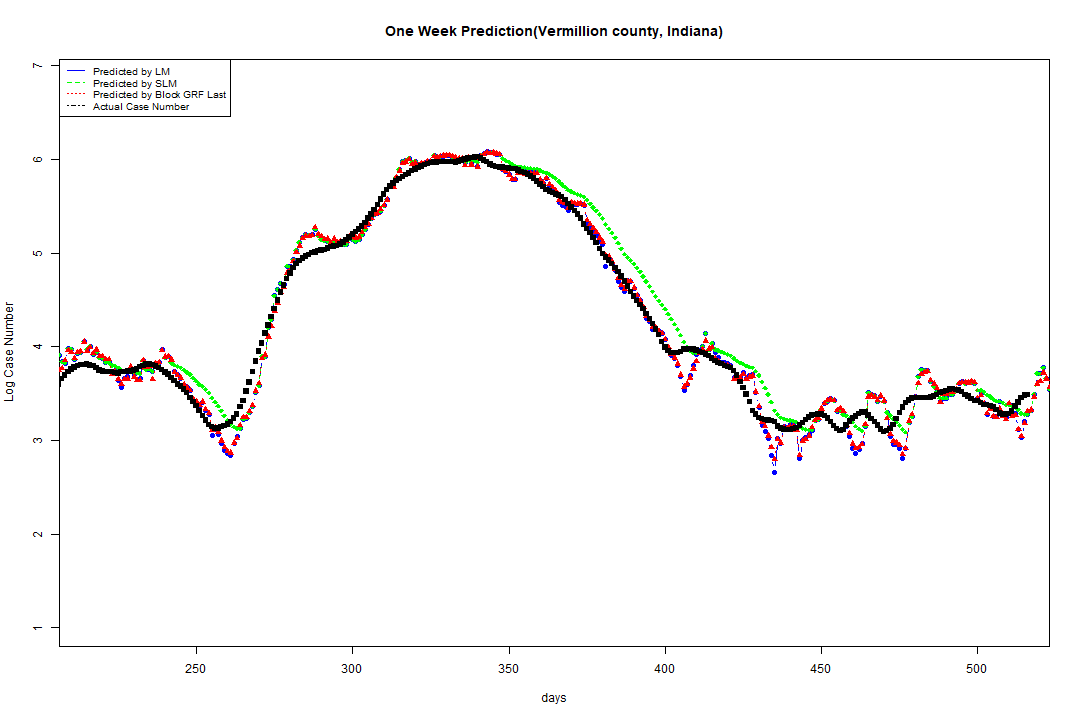 One Week Prediction(Vermillion county, Indiana)
Predicted by LM
Predicted by SLM
Predicted by Block GRF Last
Actual Case Number
7
6
5
4
3
2
1
Log Case Number
250 300 350 400 450 500
days